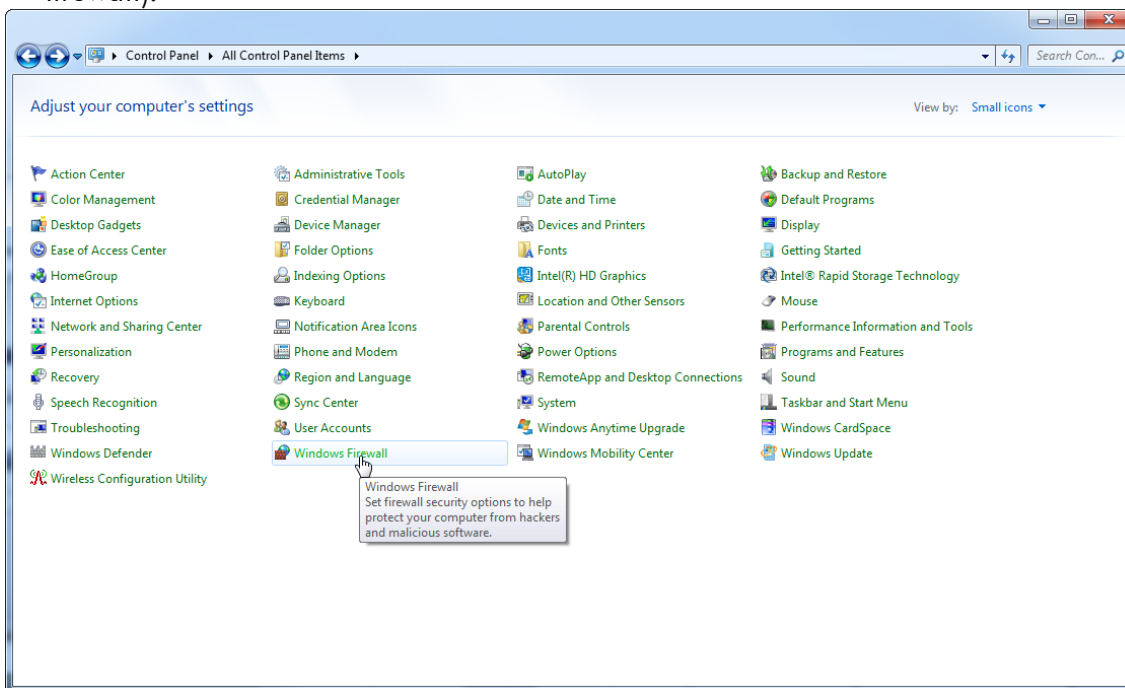 firewall).
Control Panel All Control Panel Items
Search Con...
Adjust your computer's settings
View by: Small icons
Action Center Administrative Tools AutoPlay Backup and Restore
Color Management Credential Manager Date and Time Default Programs
Desktop Gadgets Device Manager Devices and Printers Display
Ease of Access Center Folder Options Fonts Getting Started
HomeGroup Indexing Options Intel(R) HD Graphics Intel® Rapid Storage Technology
Internet Options Keyboard Location and Other Sensors Mouse
Network and Sharing Center Notification Area Icons Parental Controls Performance Information and Tools
Personalization Phone and Modem Power Options Programs and Features
Recovery Region and Language RemoteApp and Desktop Connections Sound
Speech Recognition Sync Center System Taskbar and Start Menu
Troubleshooting User Accounts Windows Anytime Upgrade Windows CardSpace
Windows Defender Windows Firewall Windows Mobility Center Windows Update
Wireless Configuration Utility
Windows Firewall
Set firewall security options to help
protect your computer from hackers
and malicious software.